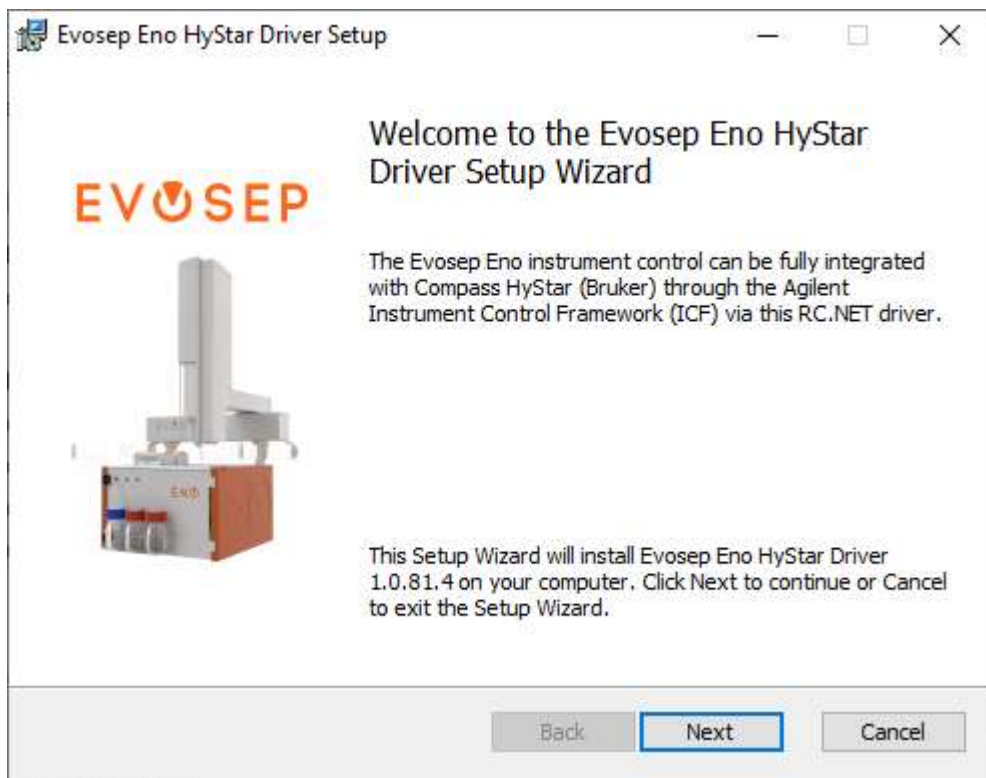 Evosep Eno HyStar Driver Setup
Welcome to the Evosep Eno HyStar
Driver Setup Wizard
EVOSEP
The Evosep Eno instrument control can be fully integrated
with Compass HyStar (Bruker) through the Agilent
Instrument Control Framework (ICF) via this RC.NET driver.
ENO
This Setup Wizard will install Evosep Eno HyStar Driver
1.0.81.4 on your computer. Click Next to continue or Cancel
to exit the Setup Wizard.
Back Next Cancel